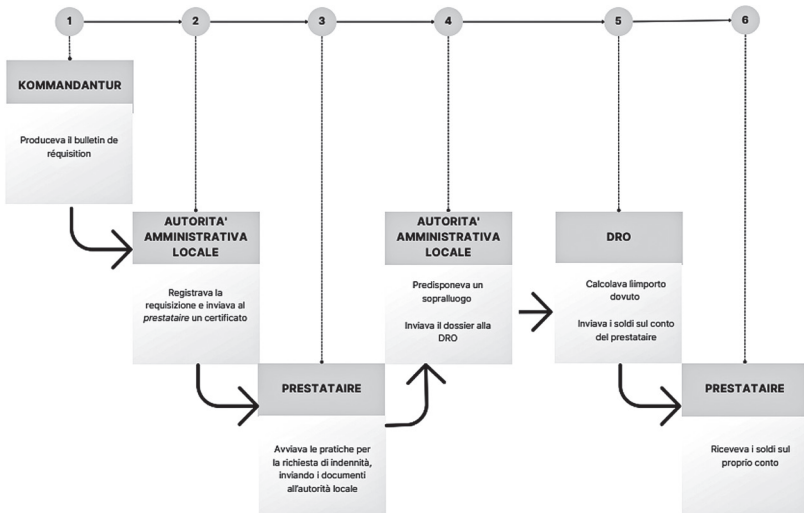 1
2
3
4
5
6
KOMMANDANTUR
Produceva il bulletin de
réquisition
AUTORITA'
AMMINISTRATIVA
LOCALE
Registrava la
requisizione e inviava al
prestataire un certificato
PRESTATAIRE
Avviava le pratiche per
la richiesta di indennità,
inviando i documenti
all'autorità locale
AUTORITA'
AMMINISTRATIVA
LOCALE
Predisponeva un
sopralluogo
Inviava il dossier alla
DRO
DRO
Calcolava liimporto
dovuto
Inviava i soldi sul conto
del prestataire
PRESTATAIRE
Riceveva i soldi sul
proprio conto